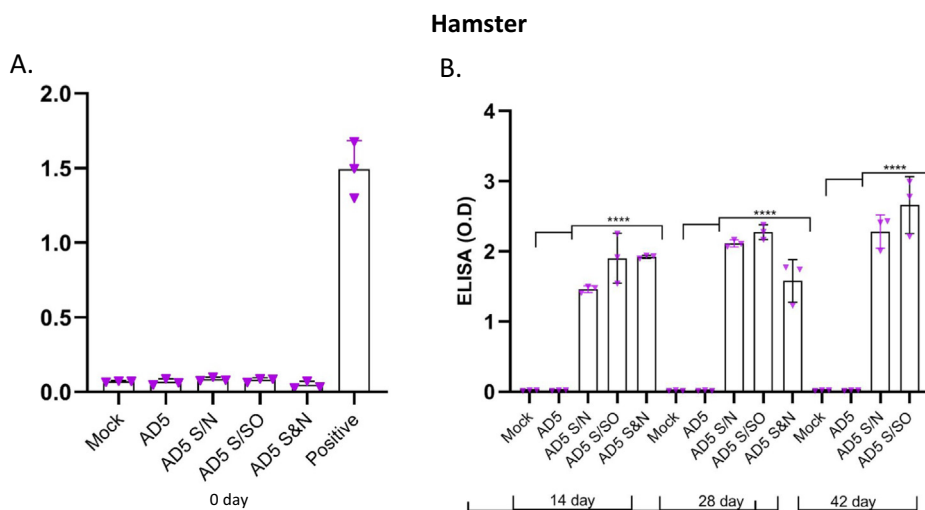 Hamster
A.
2.0
1.5
1.0
0.5
0.0
Mock
AD5
AD5 S/N
AD5 S/SO
AD5 S&N
Positive
0 day
B.
ELISA (O.D)
4
3
2
1
0
****
****
****
Mock
AD5
AD5 S/N
AD5 S/SO
AD5 S&N
Mock
AD5
AD5 S/N
AD5 S/SO
AD5 S&N
Mock
AD5
AD5 S/N
AD5 S/SO
14 day
28 day
42 day